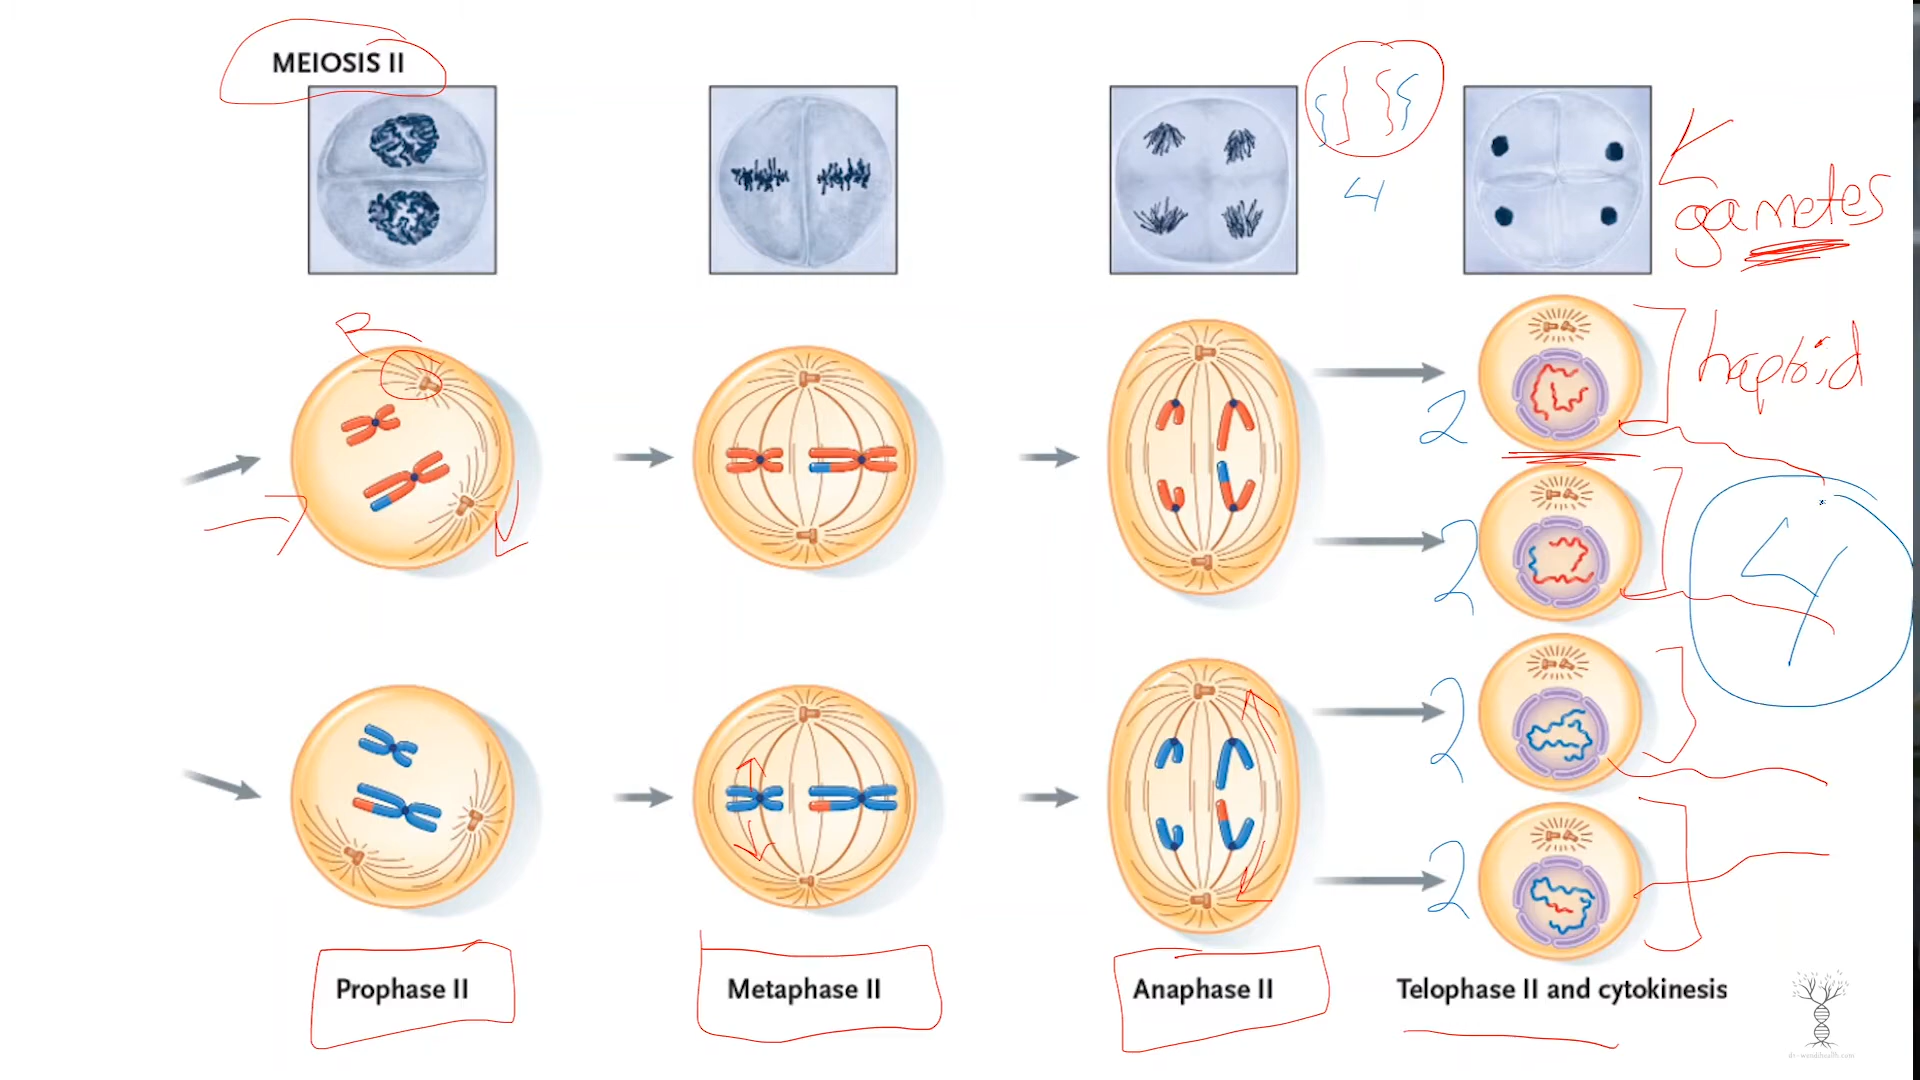 MEIOSIS II
4
gametes
haploid
2
2
4
2
2
Prophase II
Metaphase II
Anaphase II
Telophase II and cytokinesis